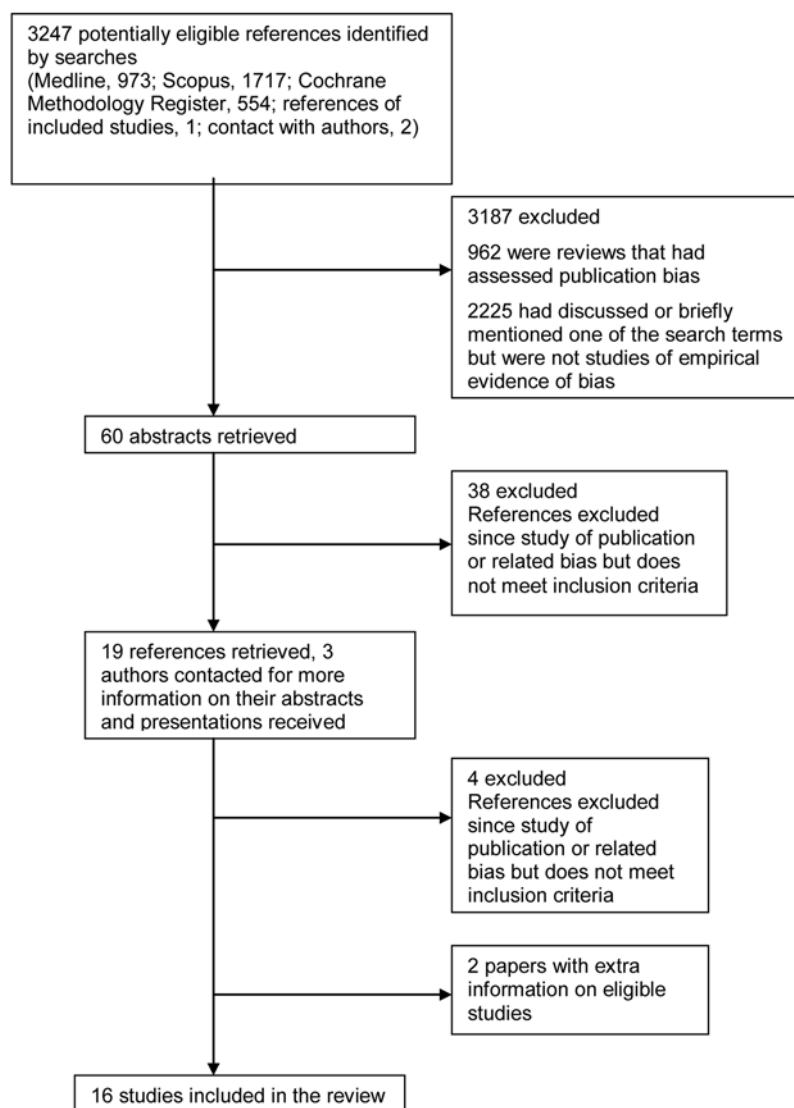 3247 potentially eligible references identified
by searches
(Medline, 973; Scopus, 1717; Cochrane
Methodology Register, 554; references of
included studies, 1; contact with authors, 2)
3187 excluded
962 were reviews that had
assessed publication bias
2225 had discussed or briefly
mentioned one of the search terms
but were not studies of empirical
evidence of bias
60 abstracts retrieved
38 excluded
References excluded
since study of publication
or related bias but does
not meet inclusion criteria
19 references retrieved, 3
authors contacted for more
information on their abstracts
and presentations received
4 excluded
References excluded
since study of
publication or related
bias but does not meet
inclusion criteria
2 papers with extra
information on eligible
studies
16 studies included in the review